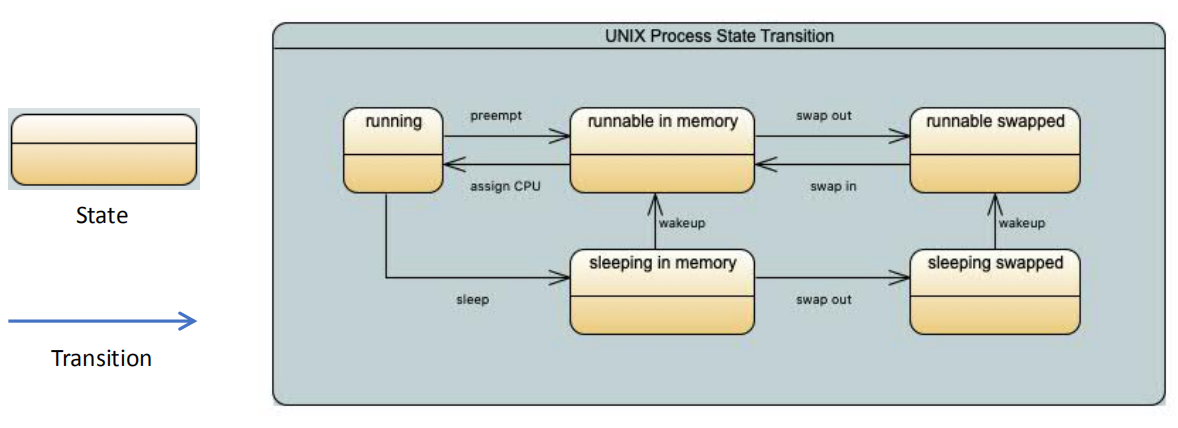 UNIX Process State Transition
running
preempt
runnable in memory
swap out
runnable swapped
assign CPU
swap in
State
wakeup
wakeup
sleeping in memory
sleeping swapped
sleep
swap out
Transition